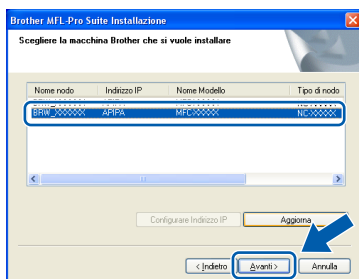 Brother MFL-Pro Suite Installazione
Scegliere la macchina Brother che si vuole installare
Nome nodo Indirizzo IP Nome Modello Tipo di nodo
BRW_XXXXXX APIPA MFC-XXXXX NC-XXXXX
Configurare Indirizzo IP Aggiorna
< Indietro Avanti > Annulla